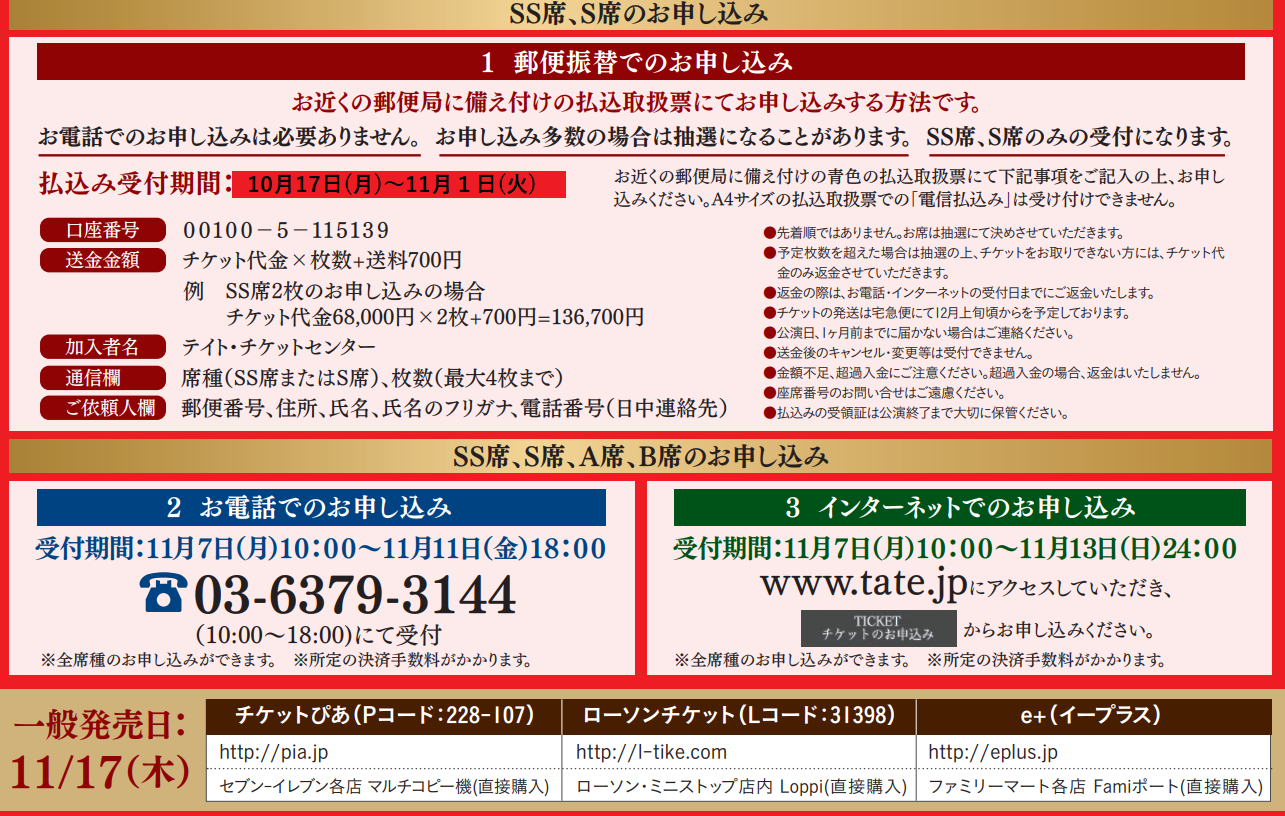 SS席、S席のお申し込み
1 郵便振替でのお申し込み
お近くの郵便局に備え付けの払込取扱票にてお申し込みする方法です。
お電話でのお申し込みは必要ありません。 お申し込み多数の場合は抽選になることがあります。 SS席、S席のみの受付になります。
払込み受付期間：10月17日(月)〜11月1日(火)
お近くの郵便局に備え付けの青色の払込取扱票にて下記事項をご記入の上、お申し
込みください。A4サイズの払込取扱票での「電信払込み」は受け付けできません。
口座番号 00100－5－115139
送金金額 チケット代金×枚数+送料700円
例 SS席2枚のお申し込みの場合
チケット代金68,000円×2枚+700円=136,700円
加入者名 テイト・チケットセンター
通信欄 席種(SS席またはS席)、枚数(最大4枚まで)
ご依頼人欄 郵便番号、住所、氏名、氏名のフリガナ、電話番号(日中連絡先)
●先着順ではありません。お席は抽選にて決めさせていただきます。
●予定枚数を超えた場合は抽選の上、チケットをお取りできない方には、チケット代
金のみ返金させていただきます。
●返金の際は、お電話・インターネットの受付日までにご返金いたします。
●チケットの発送は宅急便にて12月上旬頃からを予定しております。
●公演日、1ヶ月前までに届かない場合はご連絡ください。
●送金後のキャンセル・変更等は受付できません。
●金額不足、超過入金にご注意ください。超過入金の場合、返金はいたしません。
●座席番号のお問い合せはご遠慮ください。
●払込みの受領証は公演終了まで大切に保管ください。
SS席、S席、A席、B席のお申し込み
2 お電話でのお申し込み
受付期間：11月7日(月)10：00〜11月11日(金)18：00
03-6379-3144
(10:00〜18:00)にて受付
※全席種のお申し込みができます。 ※所定の決済手数料がかかります。
3 インターネットでのお申し込み
受付期間：11月7日(月)10：00〜11月13日(日)24：00
www.tate.jpにアクセスしていただき、
TICKET
チケットのお申込み からお申し込みください。
※全席種のお申し込みができます。 ※所定の決済手数料がかかります。
一般発売日：
11/17(木)
チケットぴあ(Pコード：228-107)
http://pia.jp
セブン-イレブン各店 マルチコピー機(直接購入)
ローソンチケット(Lコード：31398)
http://l-tike.com
ローソン・ミニストップ店内 Loppi(直接購入)
e+(イープラス)
http://eplus.jp
ファミリーマート各店 Famiポート(直接購入)